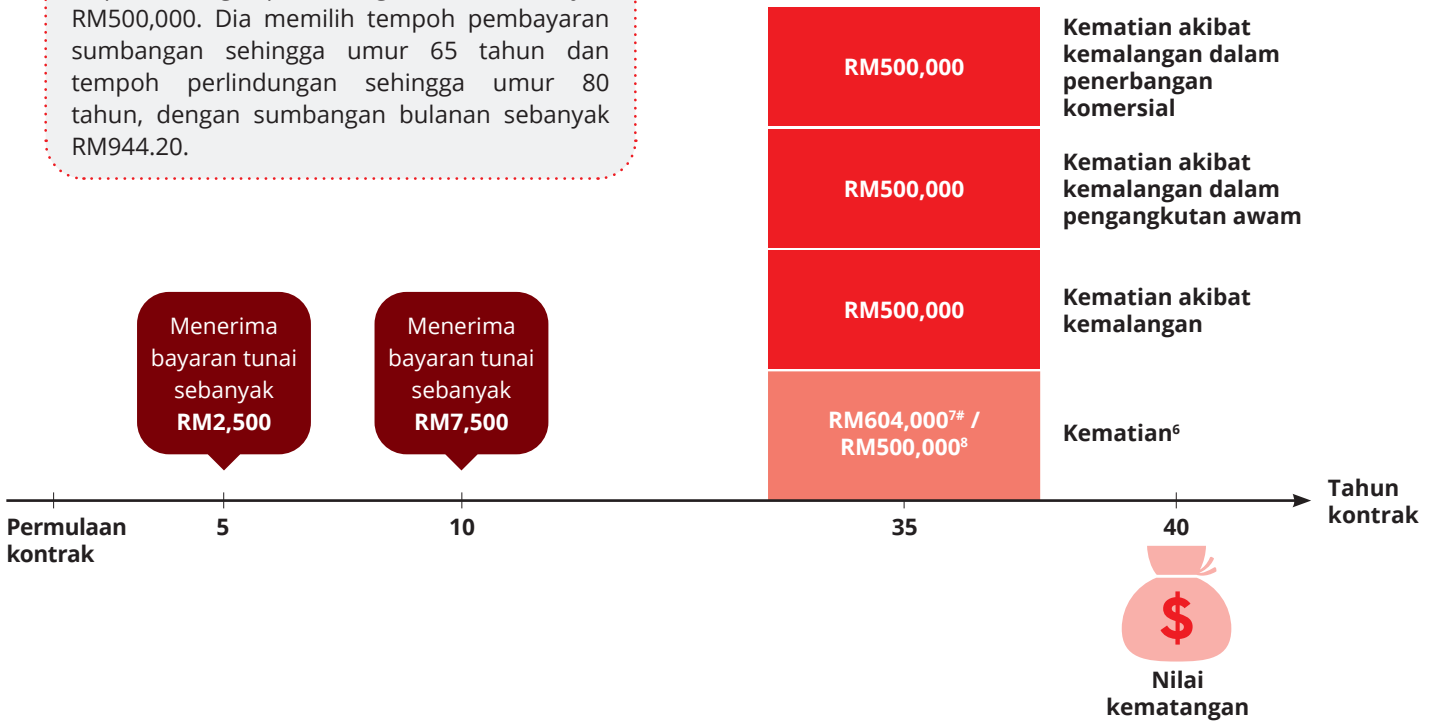 RM500,000. Dia memilih tempoh pembayaran
sumbangan sehingga umur 65 tahun dan
tempoh perlindungan sehingga umur 80
tahun, dengan sumbangan bulanan sebanyak
RM944.20.
RM500,000
Kematian akibat
kemalangan dalam
penerbangan
komersial
RM500,000
Kematian akibat
kemalangan dalam
pengangkutan awam
RM500,000
Kematian akibat
kemalangan
RM604,000⁷# /
RM500,000⁸
Kematian⁶
Menerima
bayaran tunai
sebanyak
RM2,500
Menerima
bayaran tunai
sebanyak
RM7,500
Permulaan
kontrak
5
10
35
40
Tahun
kontrak
$
Nilai
kematangan